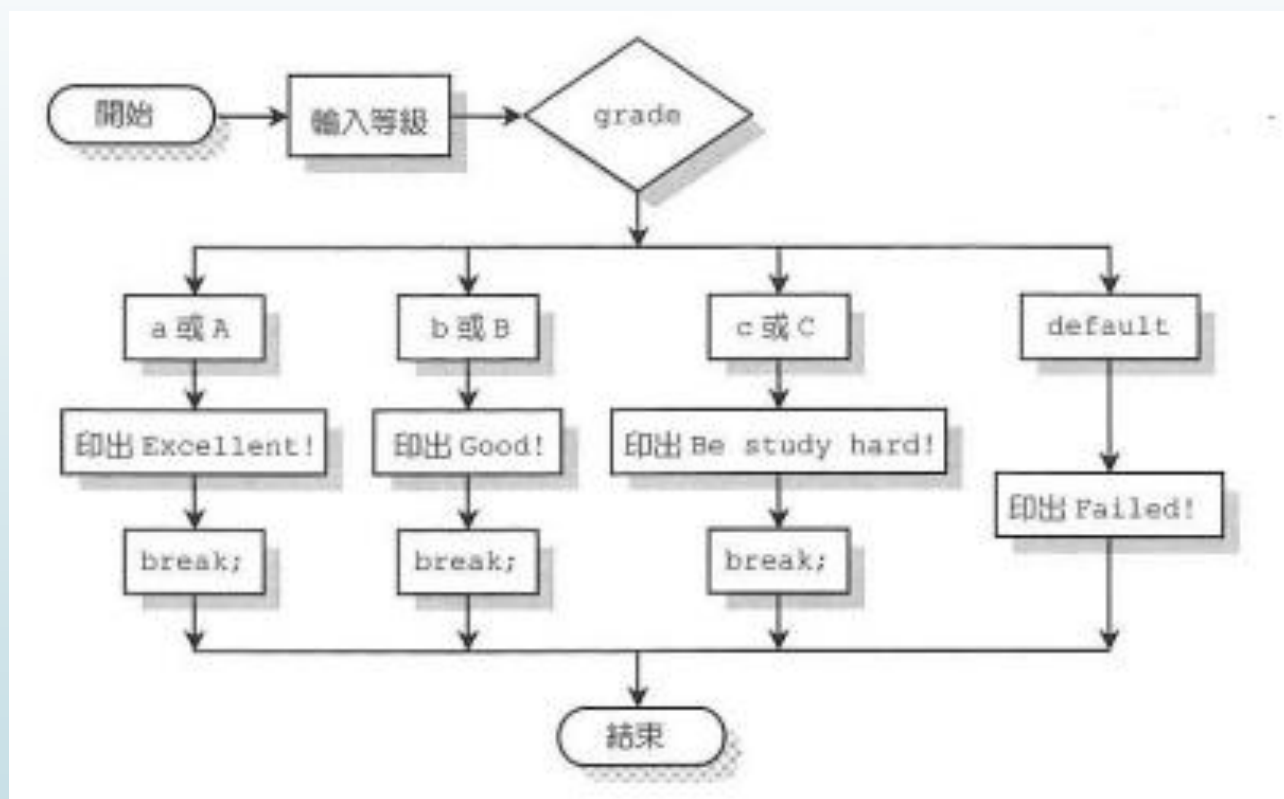 開始
輸入等級
grade
a 或 A
b 或 B
c 或 C
default
印出 Excellent!
印出 Good!
印出 Be study hard!
印出 Failed!
break;
break;
break;
結束